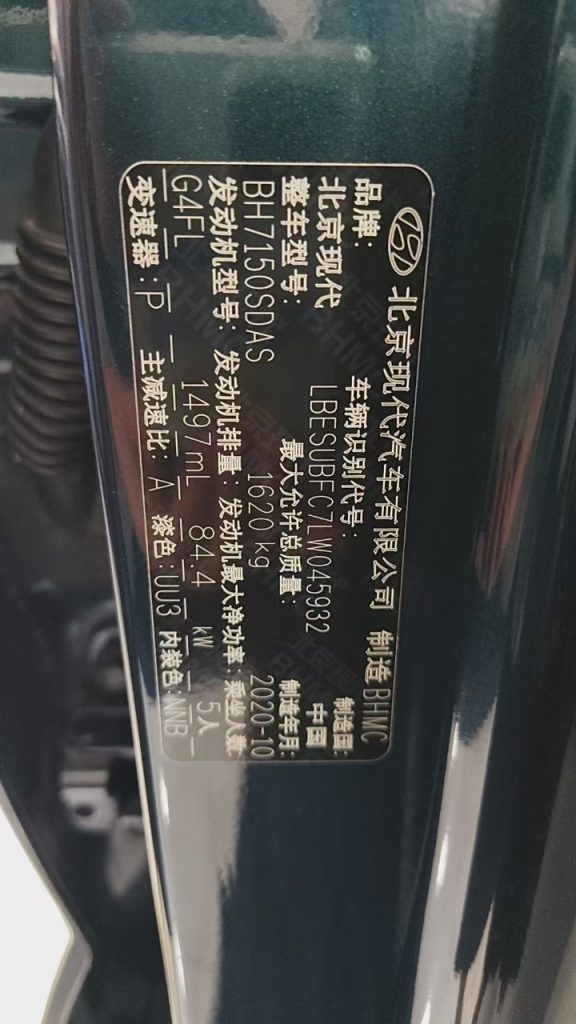 北京现代汽车有限公司 制造 BHMC
品牌: 车辆识别代号: 制造国:
北京现代 LBESUBFC7LW045932 中国
整车型号: 最大允许总质量: 制造年月:
BH7150SDAS 1620 kg 2020-10
发动机型号: 发动机排量: 发动机最大净功率: 乘坐人数:
G4FL 1497mL 84.4 kW 5人
变速器: P 主减速比: A 漆色: UU3 内装色: NNB